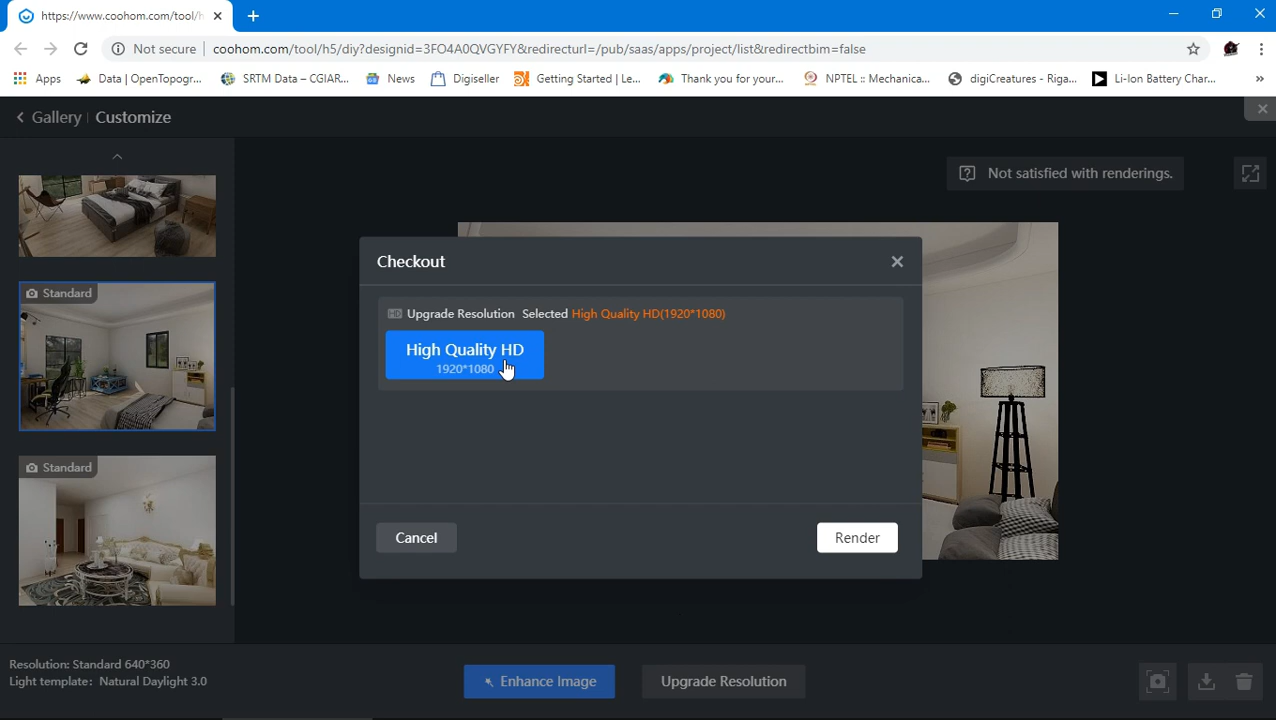 https://www.coohom.com/tool/h
Not secure
coohom.com/tool/h5/diy?designid=3FO4A0QVGYFY&redirecturl=/pub/saas/apps/project/list&redirectbim=false
Apps
Data | OpenTopogr...
SRTM Data – CGIAR...
News
Digiseller
Getting Started | Le...
Thank you for your...
NPTEL :: Mechanica...
digiCreatures - Riga...
Li-Ion Battery Char...
»
Gallery | Customize
Not satisfied with renderings.
Standard
Standard
Checkout
HD Upgrade Resolution Selected High Quality HD(1920*1080)
High Quality HD
1920*1080
Cancel
Render
Resolution: Standard 640*360
Light template: Natural Daylight 3.0
Enhance Image
Upgrade Resolution